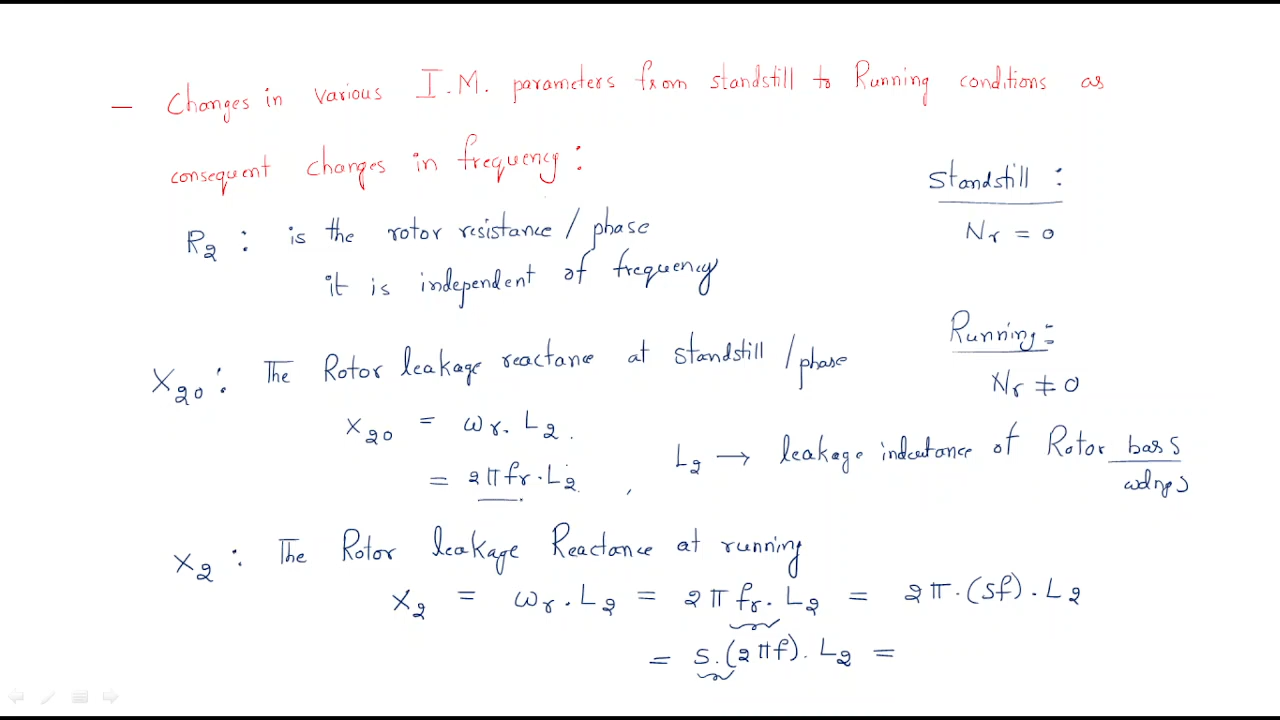 – Changes in various I.M. parameters from standstill to Running conditions as
consequent changes in frequency :
Standstill :
Nr = 0
R2 : is the rotor resistance / phase
it is independent of frequency
Running :
Nr ≠ 0
X20 : The Rotor leakage reactance at standstill / phase
X20 = ωr. L2.
= 2πfr. L2. ,
L2 → leakage inductance of Rotor bars
wdngs
X2 : The Rotor leakage Reactance at running
X2 = ωr. L2 = 2π fr. L2 = 2π.(sf). L2
= s.(2πf). L2 =